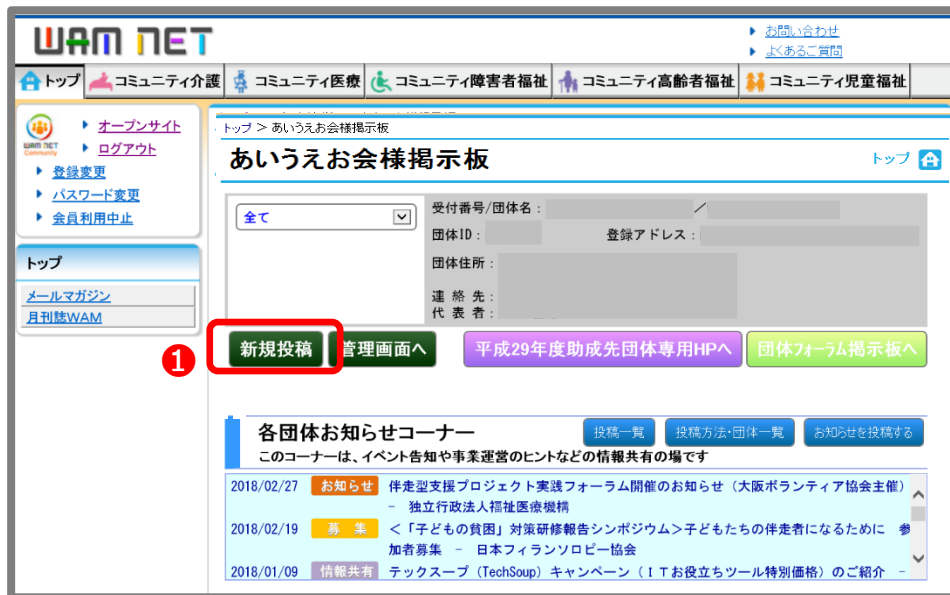 WAM NET
お問い合わせ
よくあるご質問
トップ コミュニティ介護 コミュニティ医療 コミュニティ障害者福祉 コミュニティ高齢者福祉 コミュニティ児童福祉
WAM NET Community
オープンサイト
ログアウト
登録変更
パスワード変更
会員利用中止
トップ
メールマガジン
月刊誌WAM
トップ > あいうえお会様掲示板
あいうえお会様掲示板
トップ
全て
受付番号/団体名: /
団体ID: 登録アドレス:
団体住所:
連 絡 先:
代 表 者:
1
新規投稿 管理画面へ 平成29年度助成先団体専用HPへ 団体フォーラム掲示板へ
各団体お知らせコーナー 投稿一覧 投稿方法・団体一覧 お知らせを投稿する
このコーナーは、イベント告知や事業運営のヒントなどの情報共有の場です
2018/02/27 お知らせ 伴走型支援プロジェクト実践フォーラム開催のお知らせ(大阪ボランティア協会主催)
- 独立行政法人福祉医療機構
2018/02/19 募 集 <「子どもの貧困」対策研修報告シンポジウム>子どもたちの伴走者になるために 参
加者募集 - 日本フィランソロピー協会
2018/01/09 情報共有 テックスープ(TechSoup)キャンペーン(ITお役立ちツール特別価格)のご紹介 -